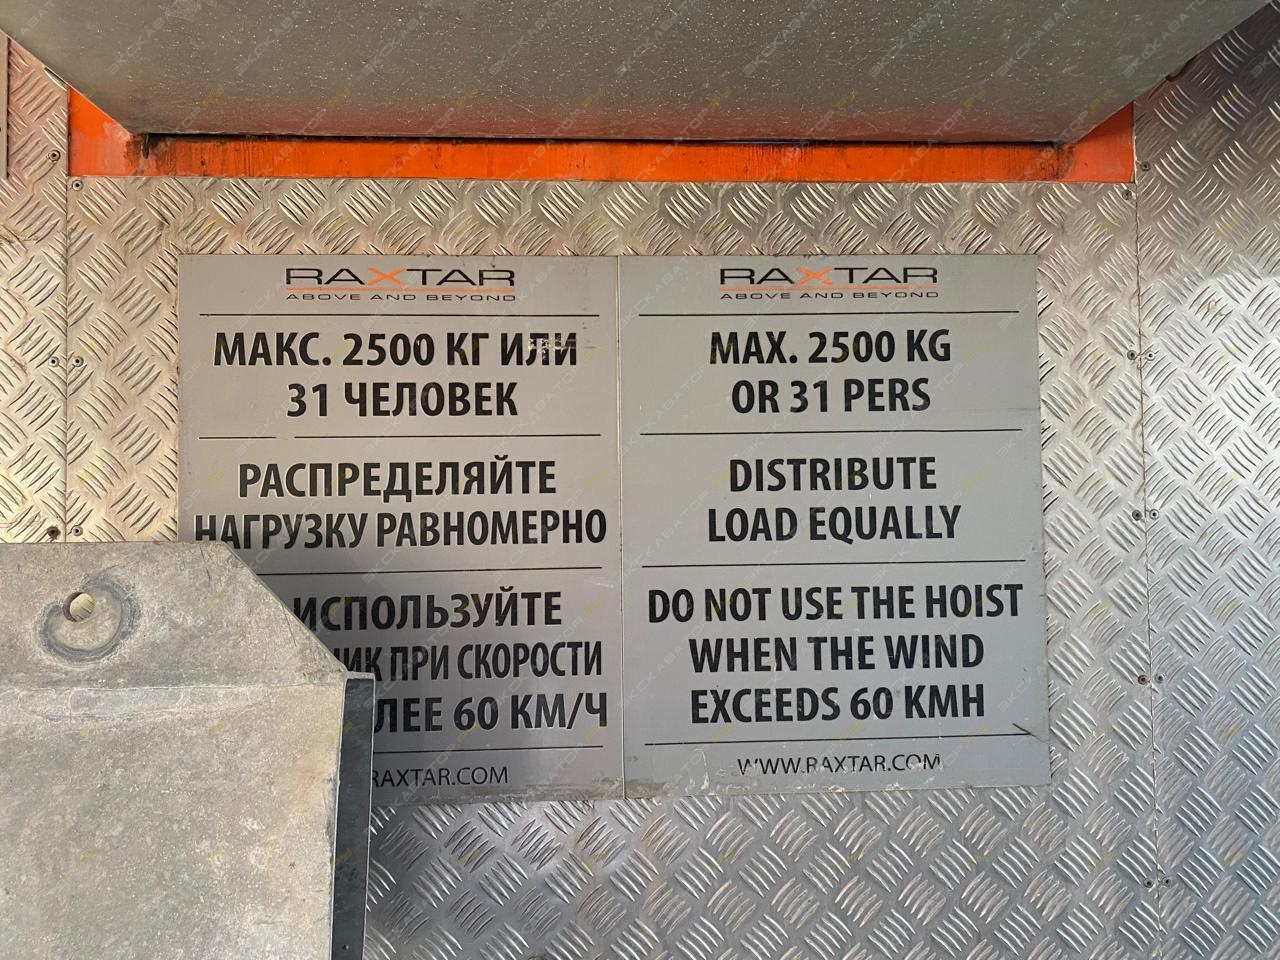 RAXTAR
ABOVE AND BEYOND
МАКС. 2500 КГ ИЛИ
31 ЧЕЛОВЕК
РАСПРЕДЕЛЯЙТЕ
НАГРУЗКУ РАВНОМЕРНО
ИСПОЛЬЗУЙТЕ
ПРИ СКОРОСТИ
60 КМ/Ч
RAXTAR.COM
RAXTAR
ABOVE AND BEYOND
MAX. 2500 KG
OR 31 PERS
DISTRIBUTE
LOAD EQUALLY
DO NOT USE THE HOIST
WHEN THE WIND
EXCEEDS 60 KMH
WWW.RAXTAR.COM
ЭКСКАВАТОР.РУ